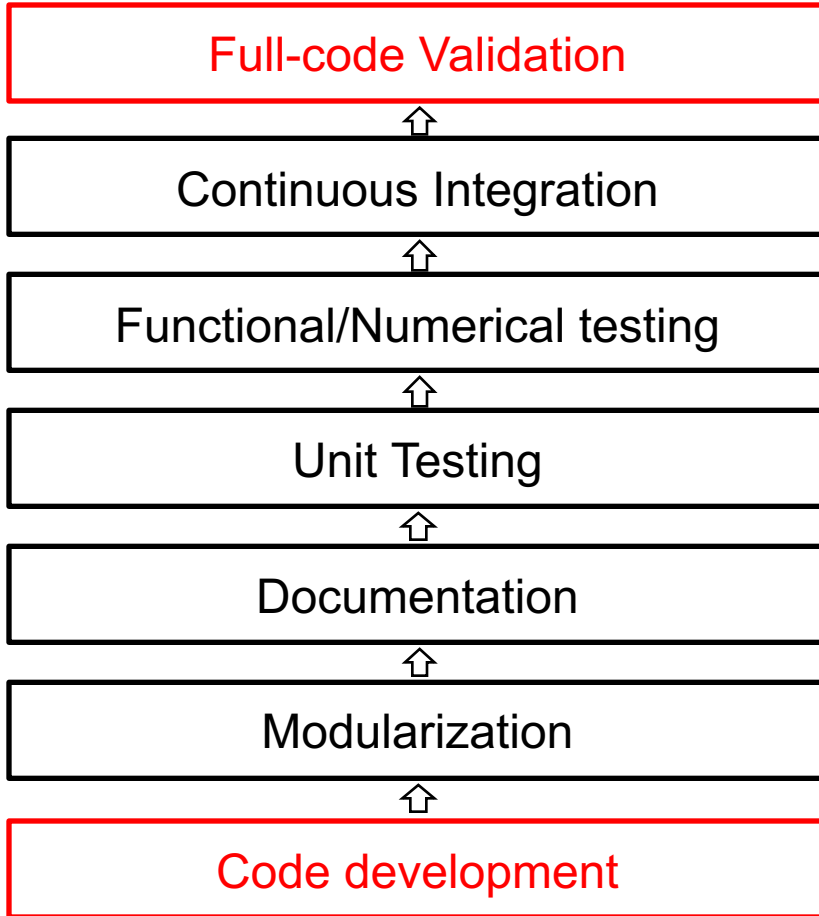 Full-code Validation
Continuous Integration
Functional/Numerical testing
Unit Testing
Documentation
Modularization
Code development